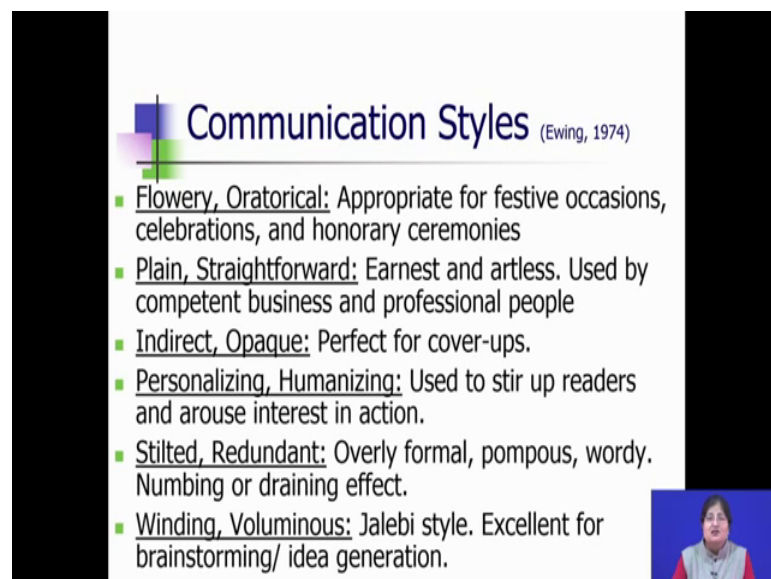 Communication Styles (Ewing, 1974)
Flowery, Oratorical: Appropriate for festive occasions,
celebrations, and honorary ceremonies
Plain, Straightforward: Earnest and artless. Used by
competent business and professional people
Indirect, Opaque: Perfect for cover-ups.
Personalizing, Humanizing: Used to stir up readers
and arouse interest in action.
Stilted, Redundant: Overly formal, pompous, wordy.
Numbing or draining effect.
Winding, Voluminous: Jalebi style. Excellent for
brainstorming/ idea generation.